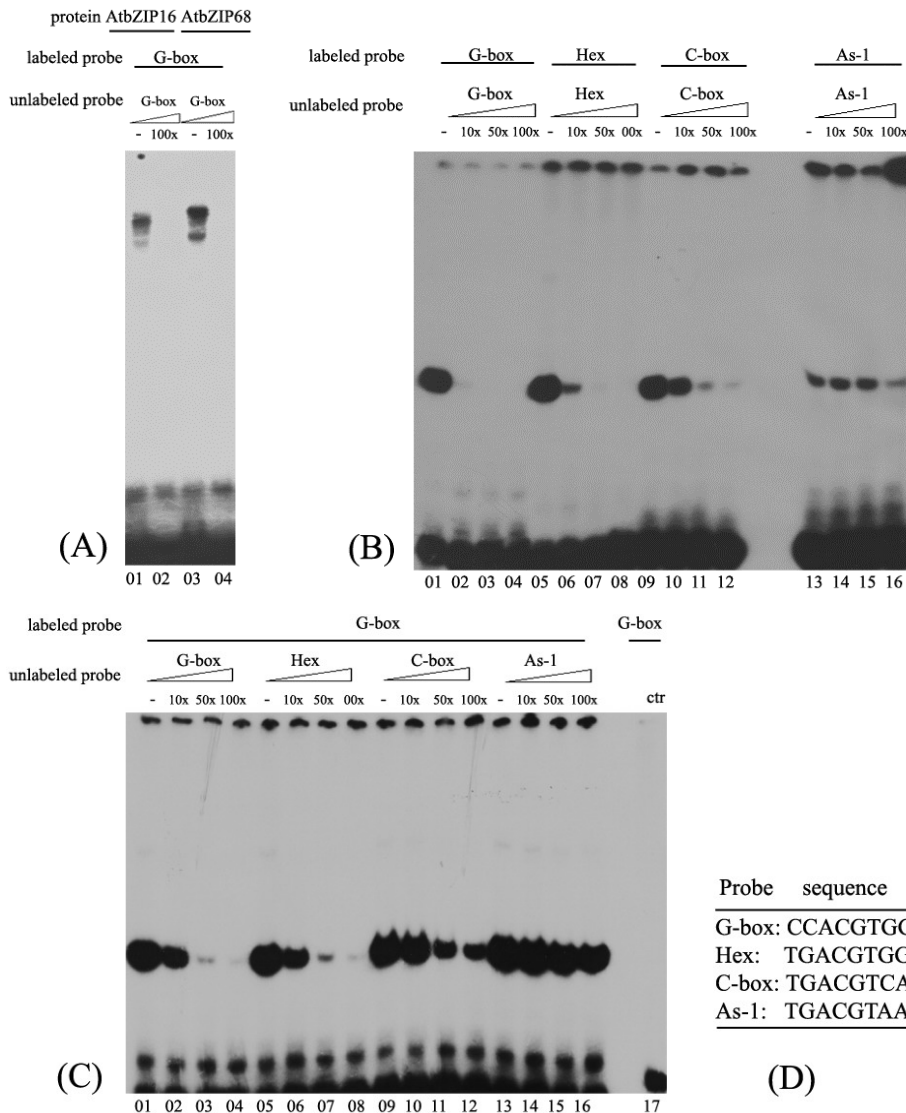 protein AtbZIP16 AtbZIP68
labeled probe G-box
unlabeled probe G-box G-box
- 100x - 100x
(A)
01 02 03 04
labeled probe G-box Hex C-box As-1
unlabeled probe G-box Hex C-box As-1
- 10x 50x 100x - 10x 50x 00x - 10x 50x 100x - 10x 50x 100x
(B)
01 02 03 04 05 06 07 08 09 10 11 12 13 14 15 16
labeled probe G-box G-box
unlabeled probe G-box Hex C-box As-1
- 10x 50x 100x - 10x 50x 00x - 10x 50x 100x - 10x 50x 100x ctr
(C)
01 02 03 04 05 06 07 08 09 10 11 12 13 14 15 16 17
Probe sequence
G-box: CCACGTGG
Hex: TGACGTGG
C-box: TGACGTCA
As-1: TGACGTAA
(D)